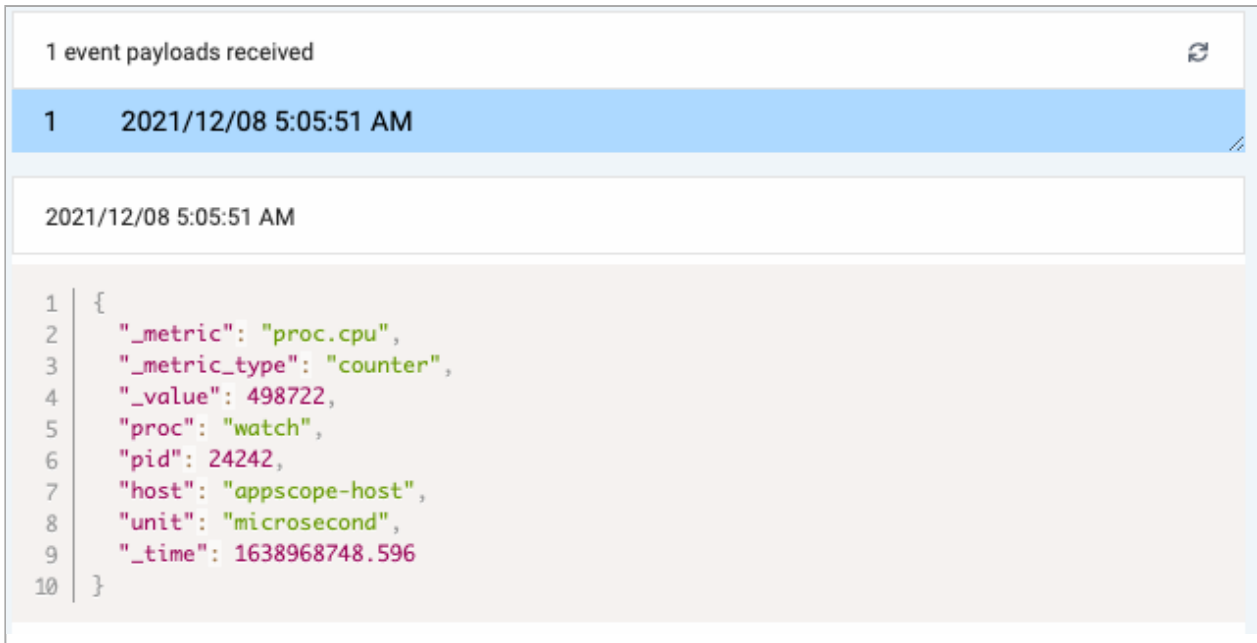 1 event payloads received
1 2021/12/08 5:05:51 AM
2021/12/08 5:05:51 AM
1 {
2 "_metric": "proc.cpu",
3 "_metric_type": "counter",
4 "_value": 498722,
5 "proc": "watch",
6 "pid": 24242,
7 "host": "appscope-host",
8 "unit": "microsecond",
9 "_time": 1638968748.596
10 }